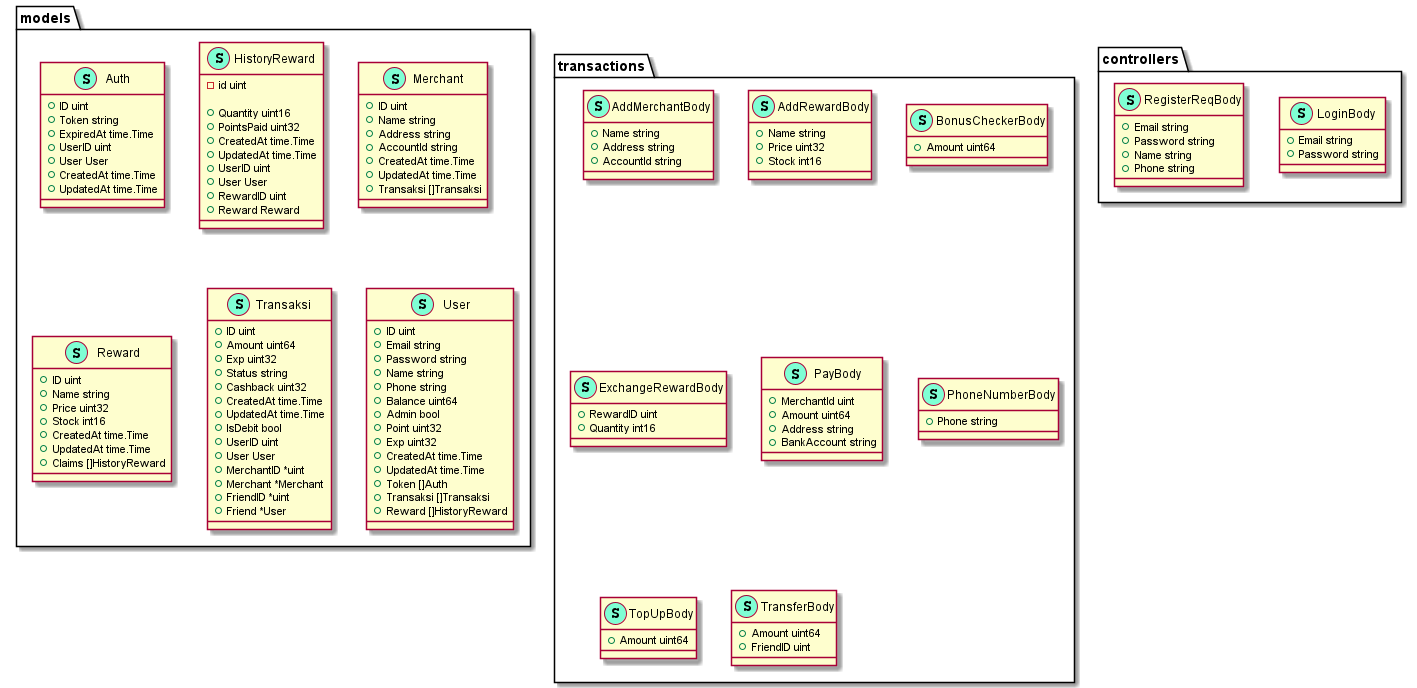 models
S Auth
ID uint
Token string
ExpiredAt time.Time
UserID uint
User User
CreatedAt time.Time
UpdatedAt time.Time
S HistoryReward
id uint
Quantity uint16
PointsPaid uint32
CreatedAt time.Time
UpdatedAt time.Time
UserID uint
User User
RewardID uint
Reward Reward
S Merchant
ID uint
Name string
Address string
AccountId string
CreatedAt time.Time
UpdatedAt time.Time
Transaksi []Transaksi
S Reward
ID uint
Name string
Price uint32
Stock int16
CreatedAt time.Time
UpdatedAt time.Time
Claims []HistoryReward
S Transaksi
ID uint
Amount uint64
Exp uint32
Status string
Cashback uint32
CreatedAt time.Time
UpdatedAt time.Time
IsDebit bool
UserID uint
User User
MerchantID *uint
Merchant *Merchant
FriendID *uint
Friend *User
S User
ID uint
Email string
Password string
Name string
Phone string
Balance uint64
Admin bool
Point uint32
Exp uint32
CreatedAt time.Time
UpdatedAt time.Time
Token []Auth
Transaksi []Transaksi
Reward []HistoryReward
transactions
S AddMerchantBody
Name string
Address string
AccountId string
S AddRewardBody
Name string
Price uint32
Stock int16
S BonusCheckerBody
Amount uint64
S ExchangeRewardBody
RewardID uint
Quantity int16
S PayBody
MerchantId uint
Amount uint64
Address string
BankAccount string
S PhoneNumberBody
Phone string
S TopUpBody
Amount uint64
S TransferBody
Amount uint64
FriendID uint
controllers
S RegisterReqBody
Email string
Password string
Name string
Phone string
S LoginBody
Email string
Password string